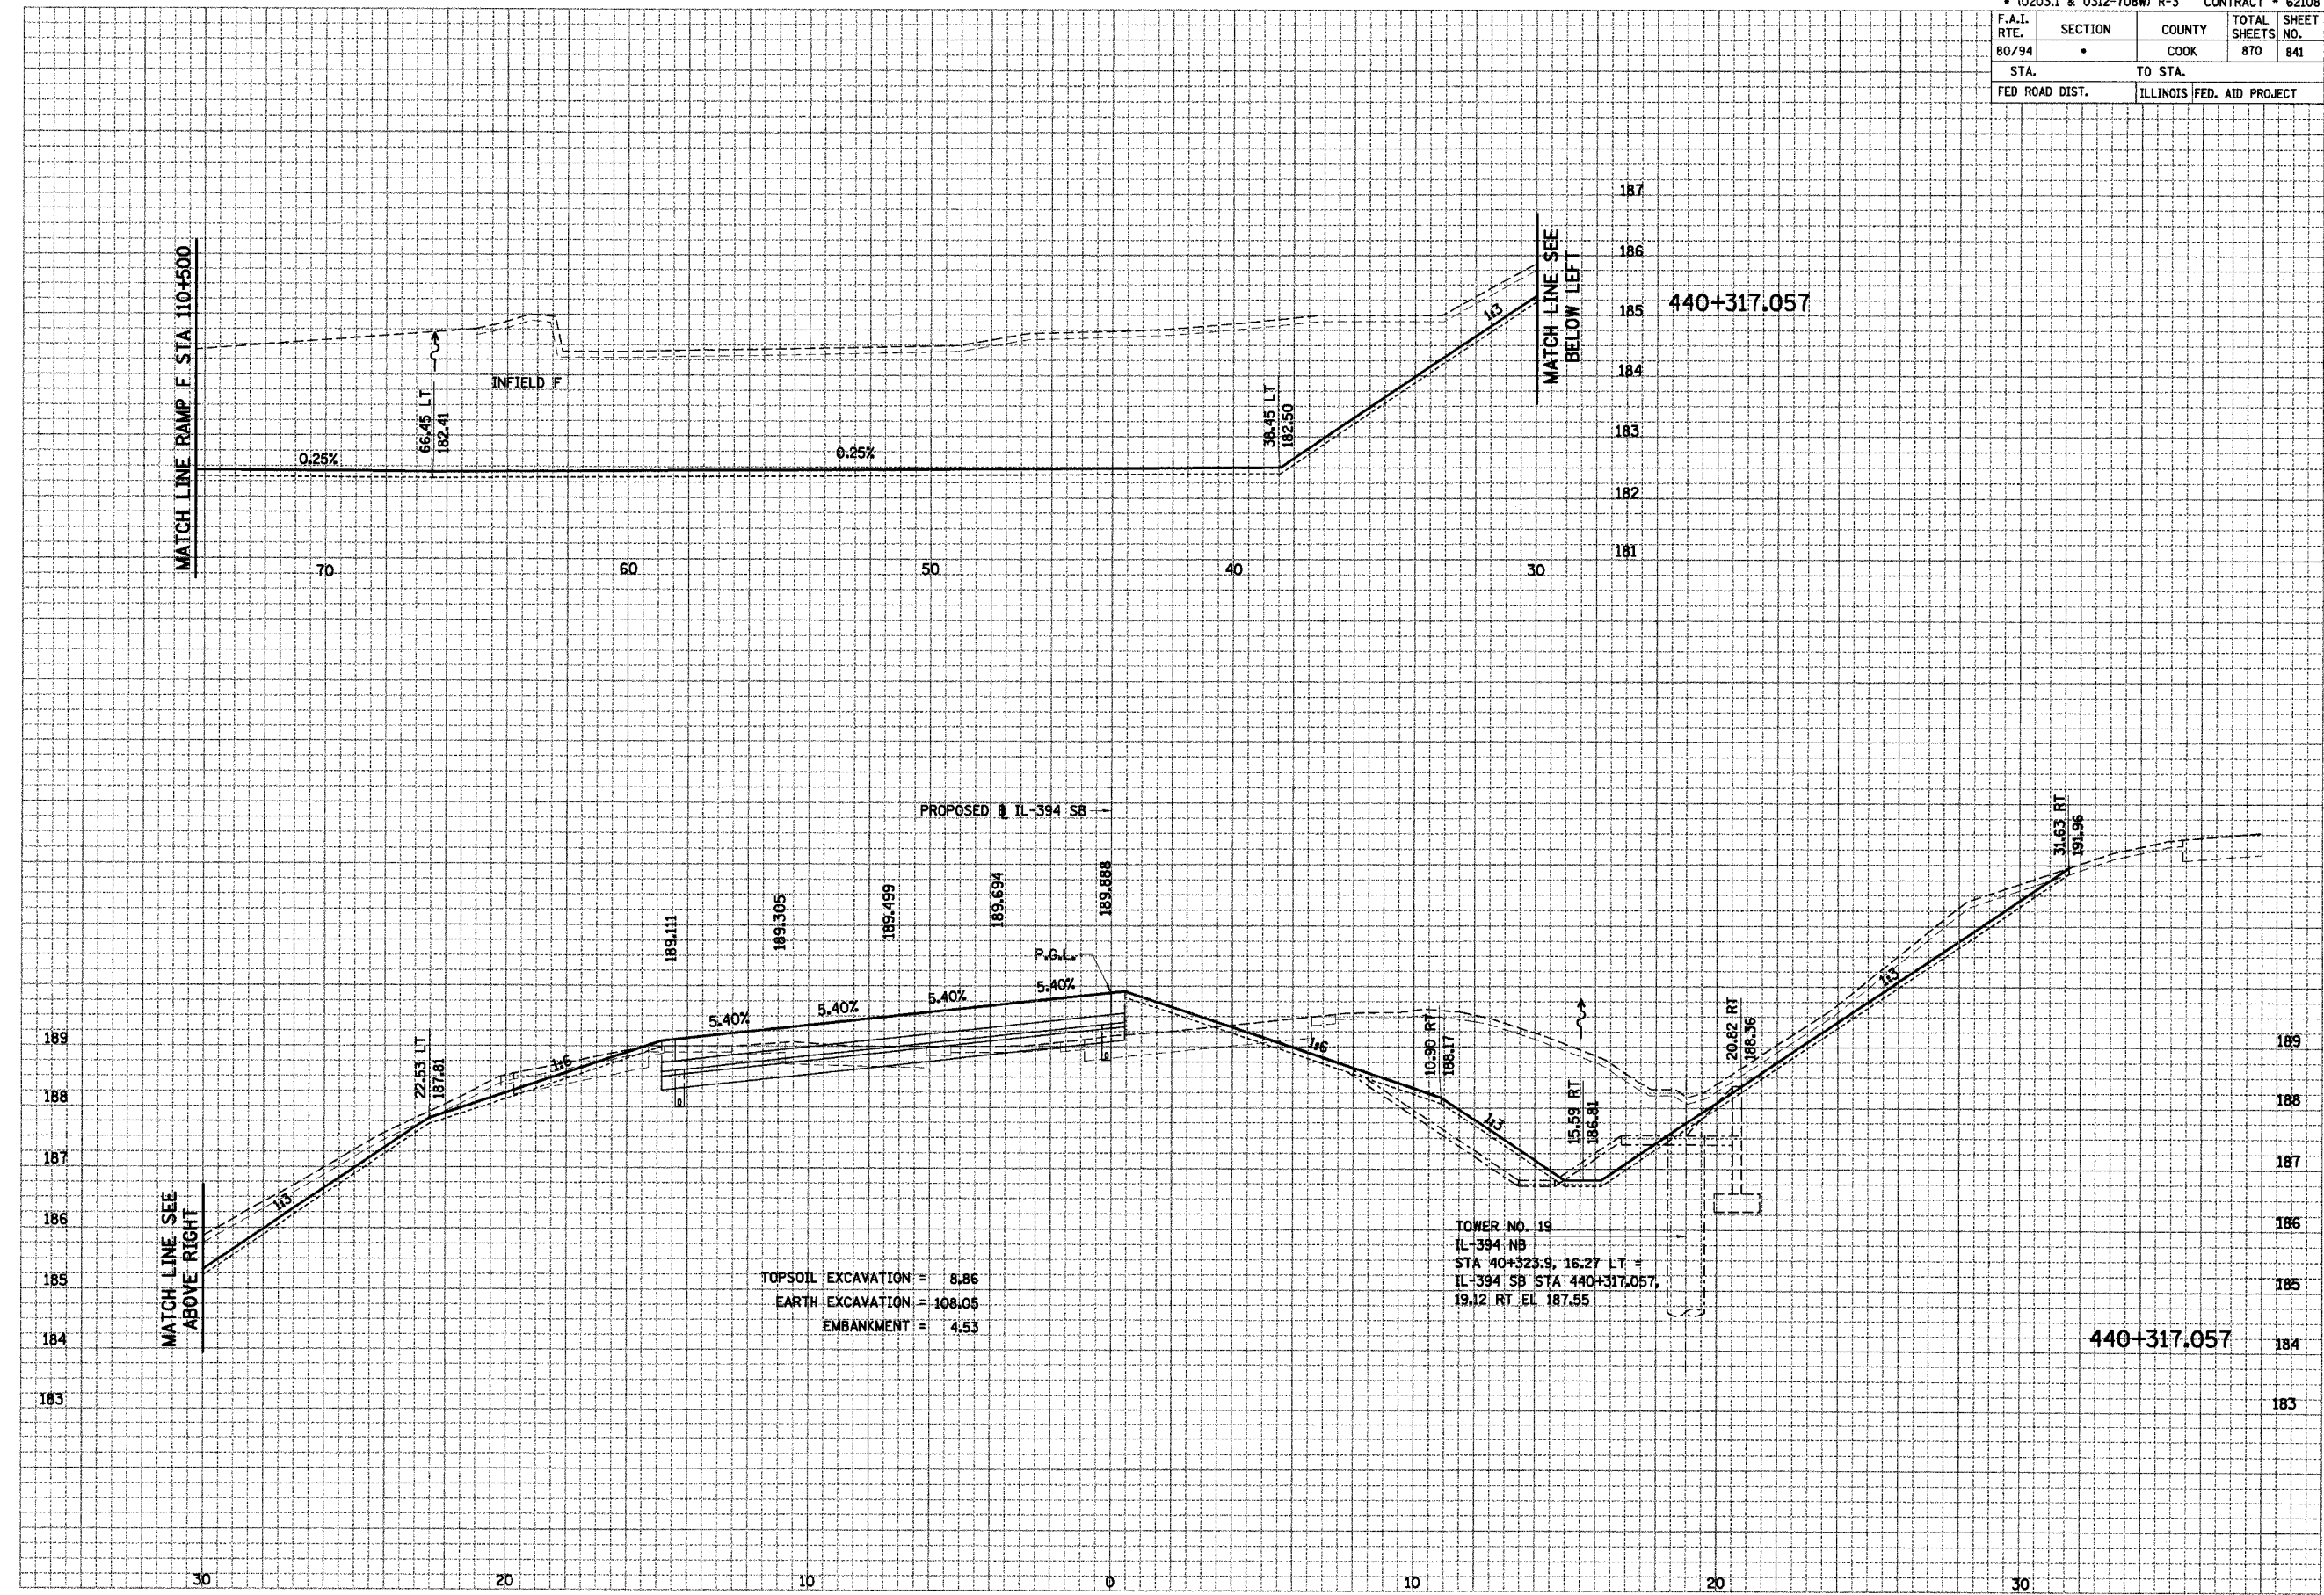 • (0203.1 & 0312-708W) R-3 CONTRACT # 62108
F.A.I. RTE. SECTION COUNTY TOTAL SHEETS SHEET NO.
80/94 • COOK 870 841
STA. TO STA.
FED ROAD DIST. ILLINOIS FED. AID PROJECT
MATCH LINE RAMP F STA 110+500
0.25%
66.45 LT
182.41
INFIELD F
0.25%
38.45 LT
182.50
1:3
MATCH LINE SEE
BELOW LEFT
187
186
185
184
183
182
181
440+317.057
70 60 50 40 30
PROPOSED ℄ IL-394 SB
189.111
189.305
189.499
189.694
189.888
P.G.L.
5.40%
5.40%
5.40%
5.40%
31.63 RT
191.96
22.53 LT
187.81
1:6
1:3
1:6
10.90 RT
188.17
1:3
15.59 RT
186.81
20.82 RT
188.36
1:3
189
188
187
186
185
184
183
MATCH LINE SEE
ABOVE RIGHT
TOPSOIL EXCAVATION = 8.86
EARTH EXCAVATION = 108.05
EMBANKMENT = 4.53
TOWER NO. 19
IL-394 NB
STA 40+323.9, 16.27 LT =
IL-394 SB STA 440+317.057,
19.12 RT EL 187.55
189
188
187
186
185
184
183
440+317.057
30 20 10 0 10 20 30